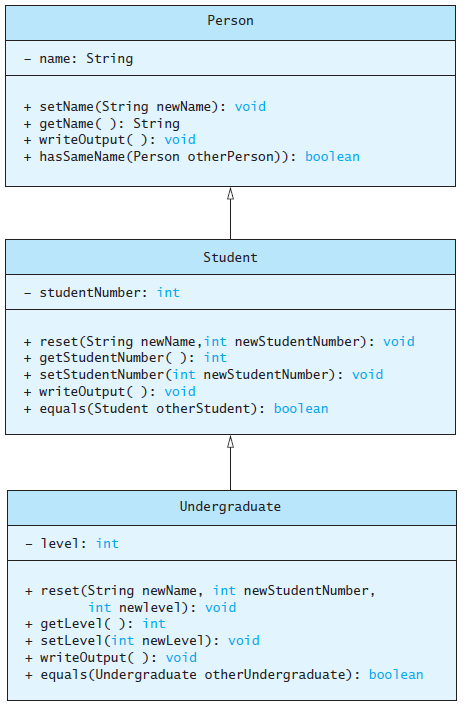 Person
– name: String
+ setName(String newName): void
+ getName( ): String
+ writeOutput( ): void
+ hasSameName(Person otherPerson)): boolean
Student
– studentNumber: int
+ reset(String newName,int newStudentNumber): void
+ getStudentNumber( ): int
+ setStudentNumber(int newStudentNumber): void
+ writeOutput( ): void
+ equals(Student otherStudent): boolean
Undergraduate
– level: int
+ reset(String newName, int newStudentNumber,
int newlevel): void
+ getLevel( ): int
+ setLevel(int newLevel): void
+ writeOutput( ): void
+ equals(Undergraduate otherUndergraduate): boolean